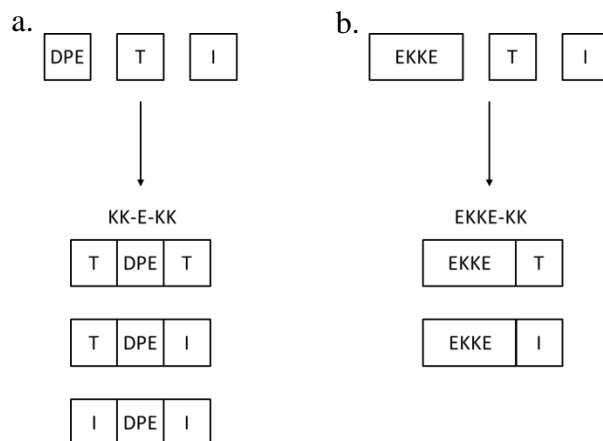 a.
DPE T I
KK-E-KK
T DPE T
T DPE I
I DPE I
b.
EKKE T I
EKKE-KK
EKKE T
EKKE I